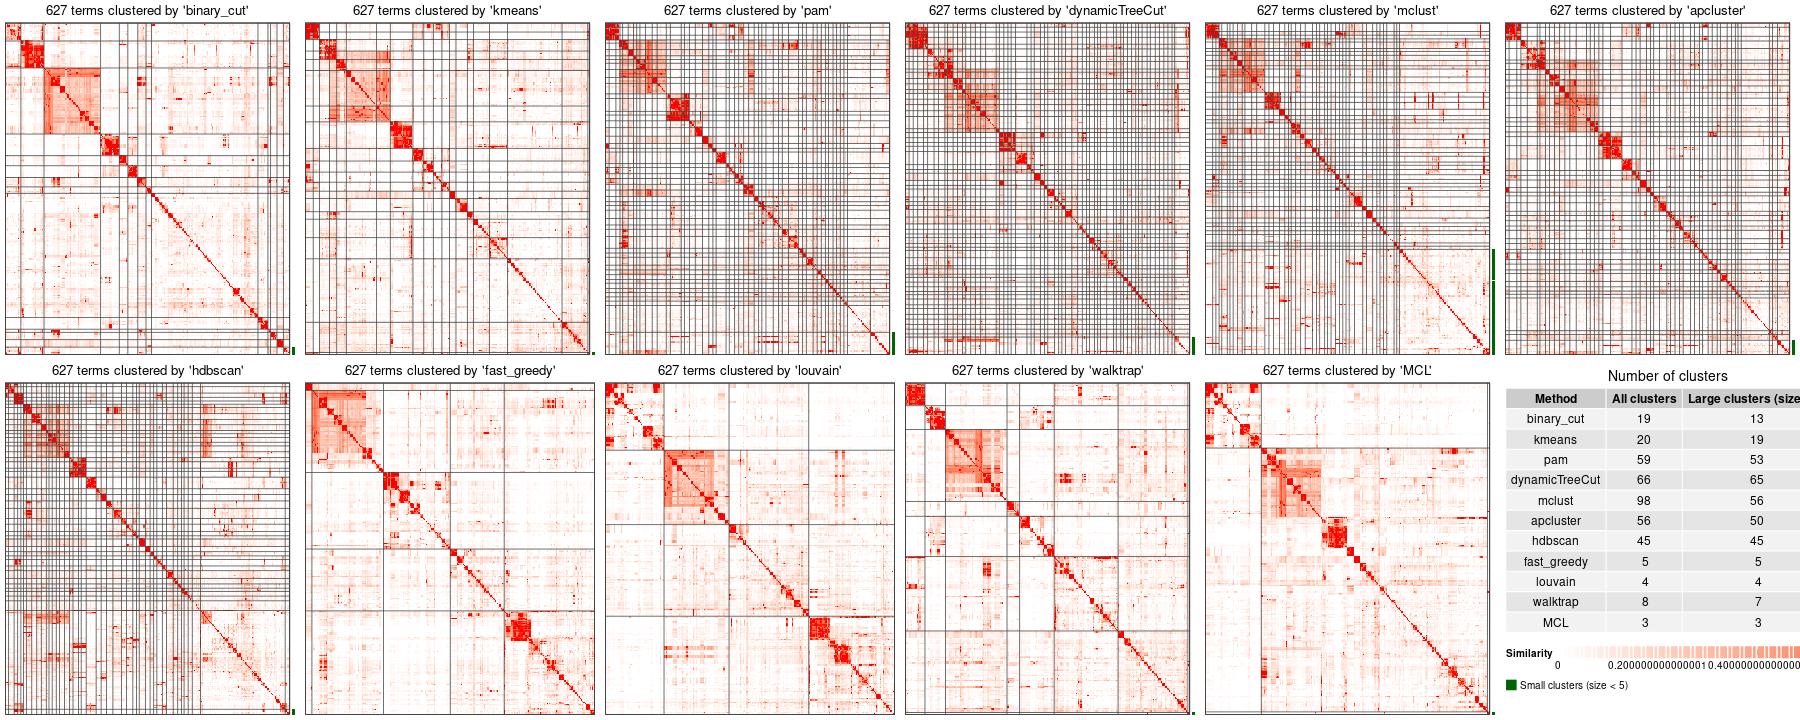 627 terms clustered by 'binary_cut'
627 terms clustered by 'kmeans'
627 terms clustered by 'pam'
627 terms clustered by 'dynamicTreeCut'
627 terms clustered by 'mclust'
627 terms clustered by 'apcluster'
627 terms clustered by 'hdbscan'
627 terms clustered by 'fast_greedy'
627 terms clustered by 'louvain'
627 terms clustered by 'walktrap'
627 terms clustered by 'MCL'
Number of clusters
Method All clusters Large clusters (size
binary_cut 19 13
kmeans 20 19
pam 59 53
dynamicTreeCut 66 65
mclust 98 56
apcluster 56 50
hdbscan 45 45
fast_greedy 5 5
louvain 4 4
walktrap 8 7
MCL 3 3
Similarity
0
Small clusters (size < 5)